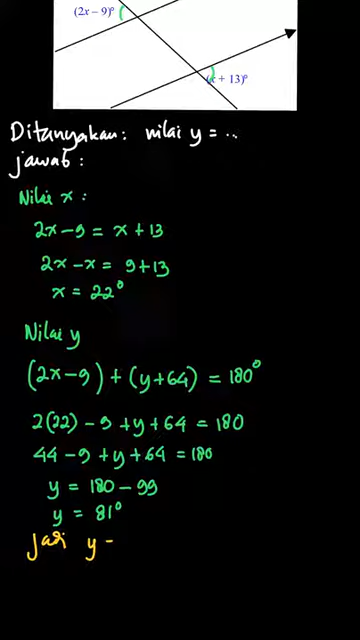 (2x – 9)°
(x + 13)°
Ditanyakan: nilai y = ...
jawab :
Nilai x :
2x - 9 = x + 13
2x - x = 9 + 13
x = 22°
Nilai y
(2x - 9) + (y + 64) = 180°
2(22) - 9 + y + 64 = 180
44 - 9 + y + 64 = 180
y = 180 - 99
y = 81°
Jadi y -